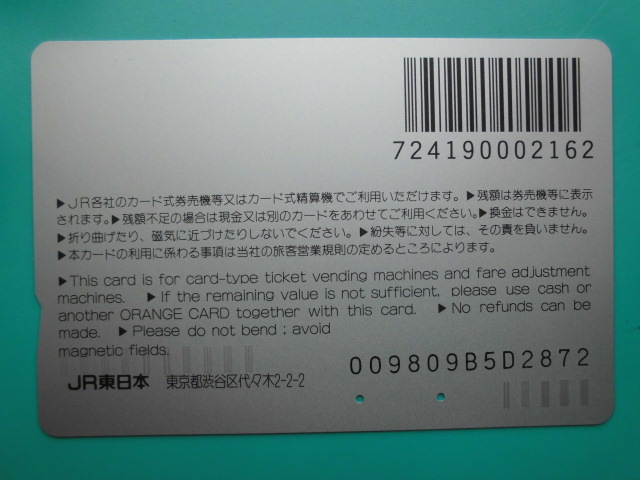 724190002162
▶JR各社のカード式券売機等又はカード式精算機でご利用いただけます。▶残額は券売機等に表示
されます。▶残額不足の場合は現金又は別のカードをあわせてご利用ください。▶換金はできません。
▶折り曲げたり、磁気に近づけたりしないでください。▶紛失等に対しては、その責を負いません。
▶本カードの利用に係わる事項は当社の旅客営業規則の定めるところによります。
▶This card is for card-type ticket vending machines and fare adjustment
machines. ▶If the remaining value is not sufficient, please use cash or
another ORANGE CARD together with this card. ▶No refunds can be
made. ▶Please do not bend ; avoid
magnetic fields.
009809B5D2872
JR東日本 東京都渋谷区代々木2-2-2